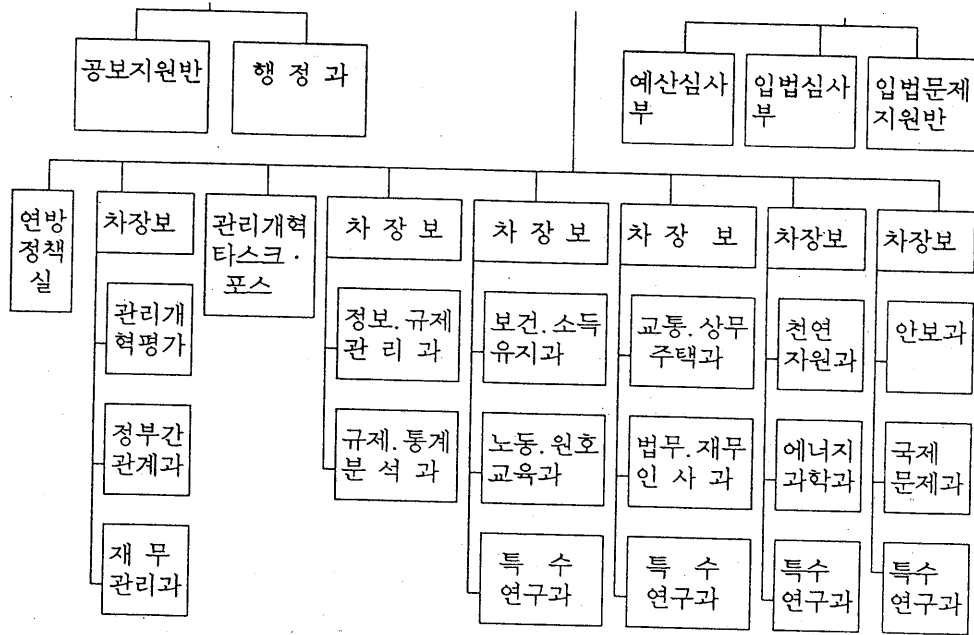 공보지원반
행 정 과
예산심사
부
입법심사
부
입법문제
지원반
연방
정책
실
차장보
관리개혁
타스크·
포스
차 장 보
차 장 보
차 장 보
차장보
차장보
관리개
혁평가
정보.규제
관 리 과
보건.소득
유지과
교통.상무
주택과
천연
자원과
안보과
정부간
관계과
규제.통계
분 석 과
노동.원호
교육과
법무.재무
인 사 과
에너지
과학과
국제
문제과
재 무
관리과
특 수
연구과
특 수
연구과
특수
연구과
특수
연구과